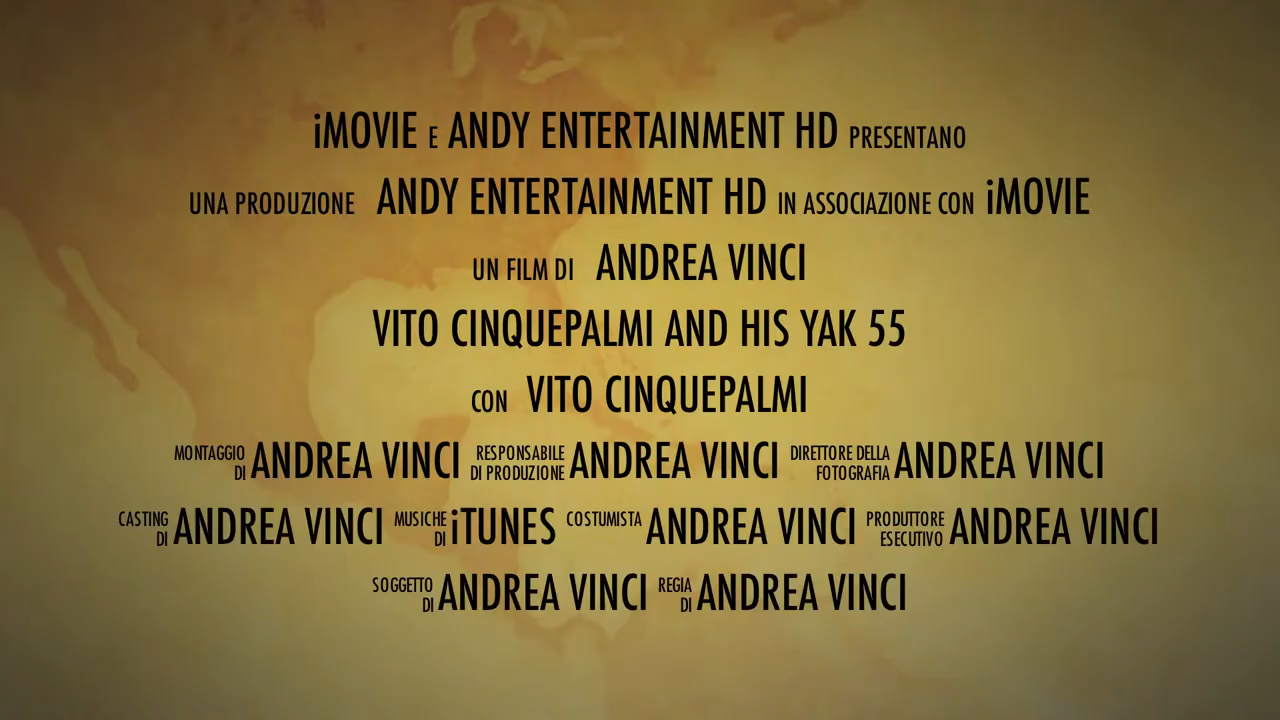 iMOVIE E ANDY ENTERTAINMENT HD PRESENTANO
UNA PRODUZIONE ANDY ENTERTAINMENT HD IN ASSOCIAZIONE CON iMOVIE
UN FILM DI ANDREA VINCI
VITO CINQUEPALMI AND HIS YAK 55
CON VITO CINQUEPALMI
MONTAGGIO DI ANDREA VINCI RESPONSABILE DI PRODUZIONE ANDREA VINCI DIRETTORE DELLA FOTOGRAFIA ANDREA VINCI
CASTING DI ANDREA VINCI MUSICHE DI iTUNES COSTUMISTA ANDREA VINCI PRODUTTORE ESECUTIVO ANDREA VINCI
SOGGETTO DI ANDREA VINCI REGIA DI ANDREA VINCI